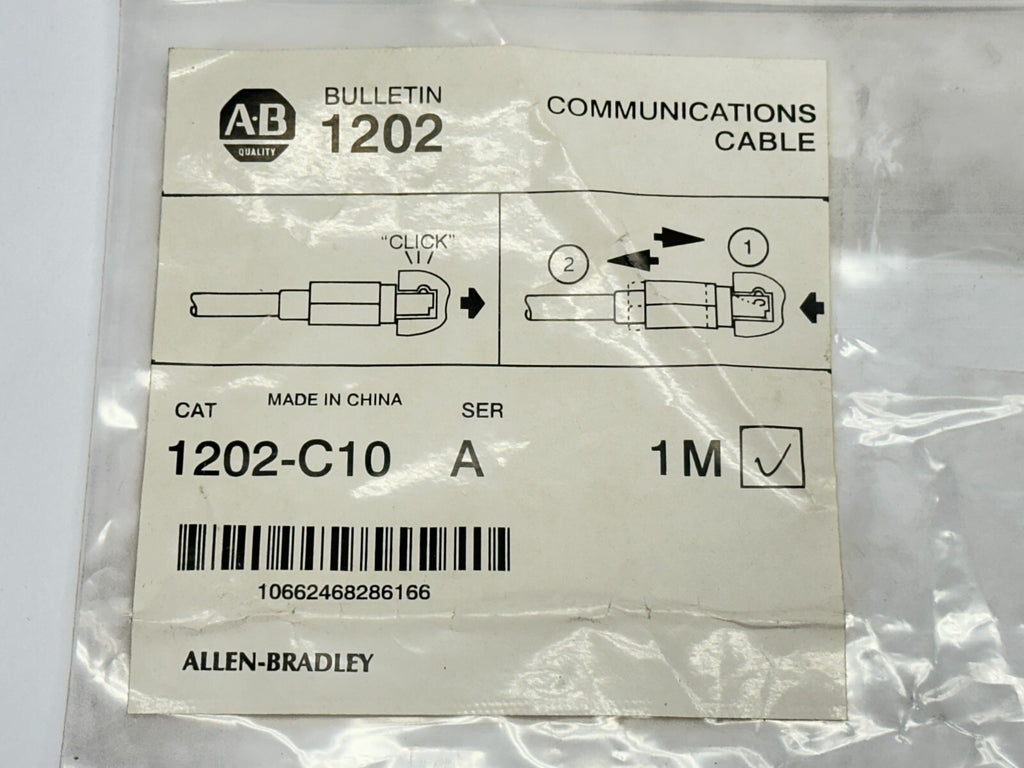 A·B
QUALITY
BULLETIN
1202
COMMUNICATIONS
CABLE
"CLICK"
2
1
MADE IN CHINA
CAT
SER
1202-C10
A
1M
10662468286166
ALLEN-BRADLEY